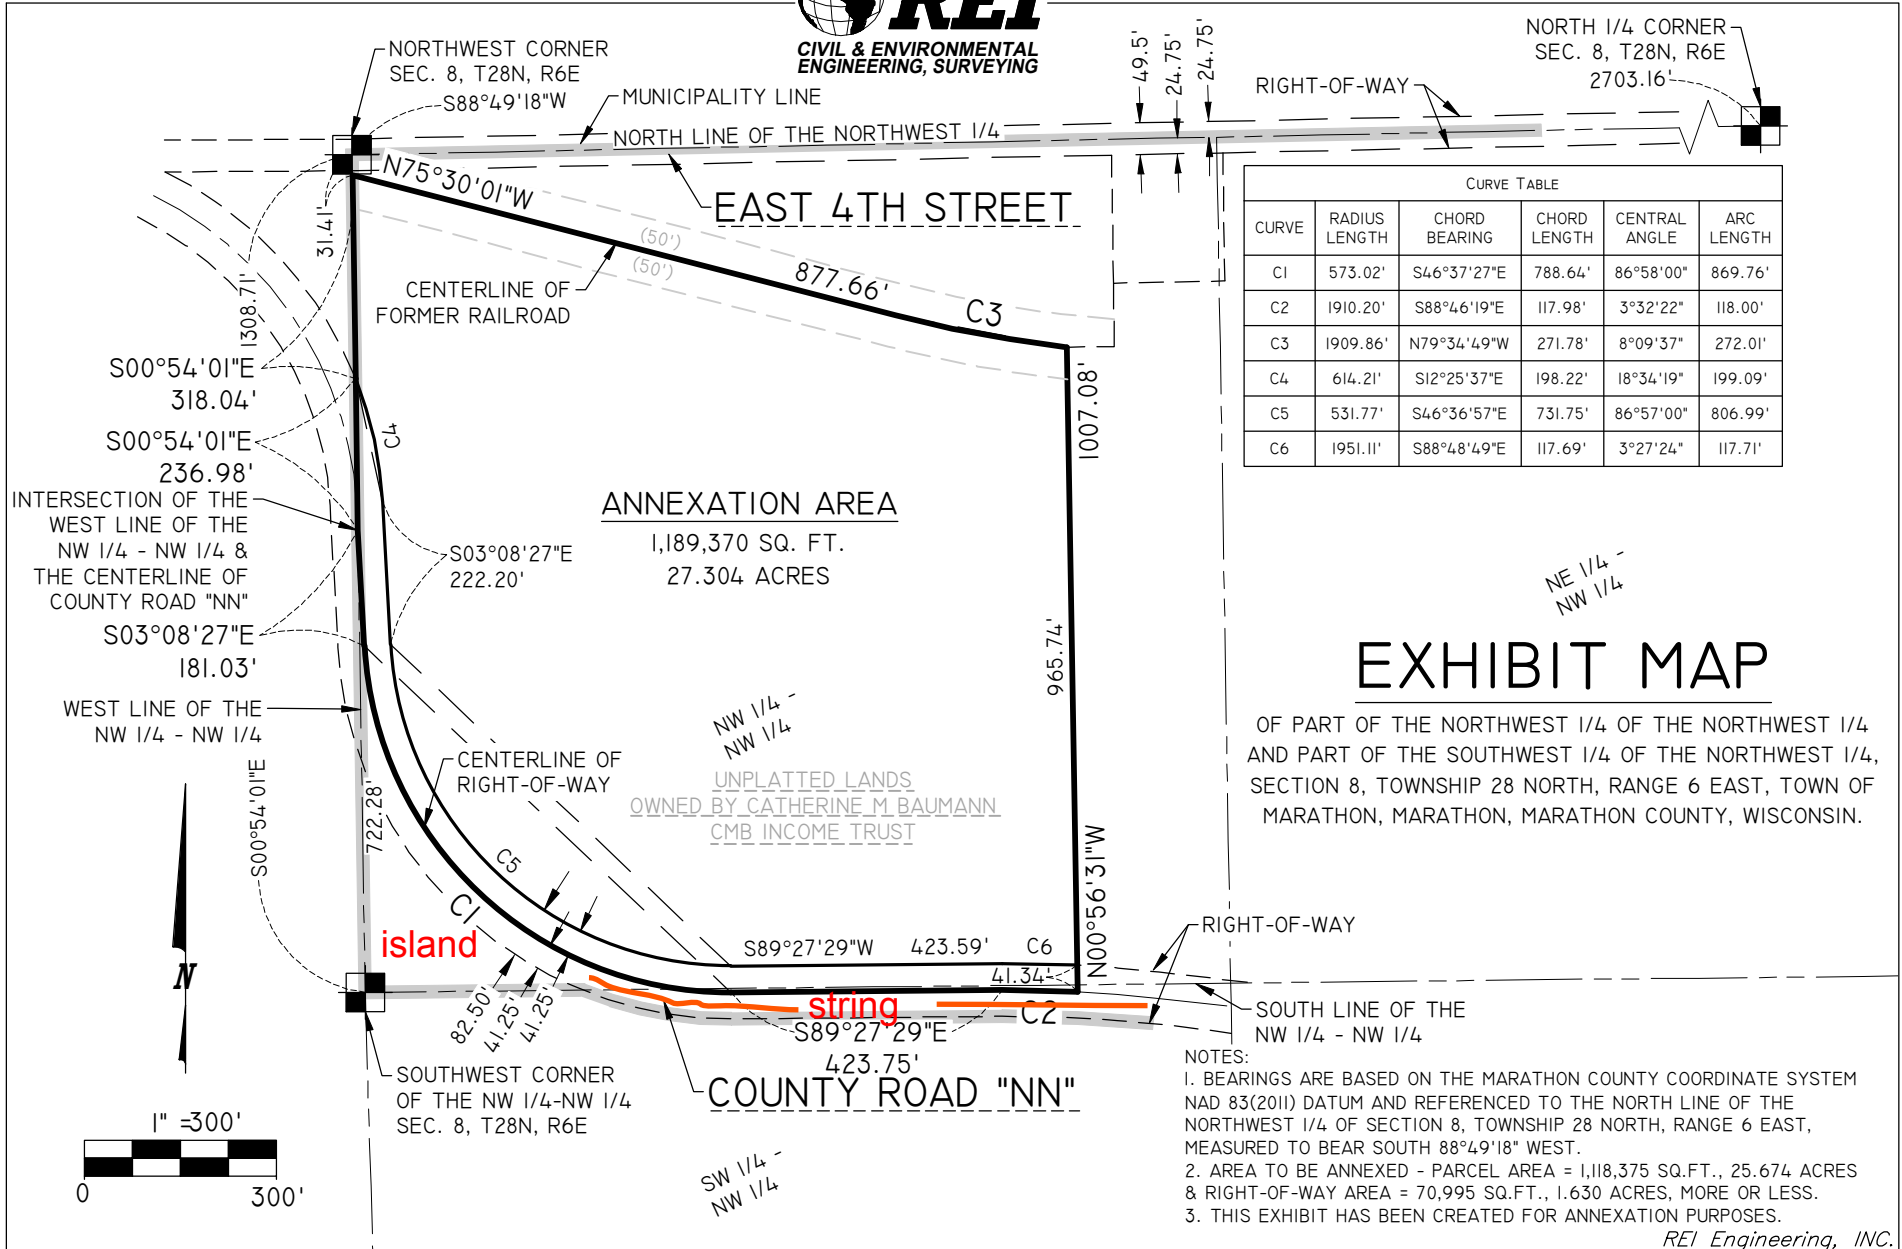 REI
CIVIL & ENVIRONMENTAL
ENGINEERING, SURVEYING
NORTHWEST CORNER
SEC. 8, T28N, R6E
S88°49'18"W
MUNICIPALITY LINE
NORTH LINE OF THE NORTHWEST 1/4
49.5'
24.75'
24.75'
RIGHT-OF-WAY
NORTH 1/4 CORNER
SEC. 8, T28N, R6E
2703.16'
N75°30'01"W
EAST 4TH STREET
(50')
(50')
877.66'
C3
CENTERLINE OF
FORMER RAILROAD
31.41'
1308.71'
S00°54'01"E
318.04'
S00°54'01"E
236.98'
INTERSECTION OF THE
WEST LINE OF THE
NW 1/4 - NW 1/4 &
THE CENTERLINE OF
COUNTY ROAD "NN"
S03°08'27"E
181.03'
WEST LINE OF THE
NW 1/4 - NW 1/4
C4
S03°08'27"E
222.20'
ANNEXATION AREA
1,189,370 SQ. FT.
27.304 ACRES
1007.08'
965.74'
N00°56'31"W
CURVE TABLE
CURVE RADIUS LENGTH CHORD BEARING CHORD LENGTH CENTRAL ANGLE ARC LENGTH
C1 573.02' S46°37'27"E 788.64' 86°58'00" 869.76'
C2 1910.20' S88°46'19"E 117.98' 3°32'22" 118.00'
C3 1909.86' N79°34'49"W 271.78' 8°09'37" 272.01'
C4 614.21' S12°25'37"E 198.22' 18°34'19" 199.09'
C5 531.77' S46°36'57"E 731.75' 86°57'00" 806.99'
C6 1951.11' S88°48'49"E 117.69' 3°27'24" 117.71'
NE 1/4 -
NW 1/4
EXHIBIT MAP
OF PART OF THE NORTHWEST 1/4 OF THE NORTHWEST 1/4
AND PART OF THE SOUTHWEST 1/4 OF THE NORTHWEST 1/4,
SECTION 8, TOWNSHIP 28 NORTH, RANGE 6 EAST, TOWN OF
MARATHON, MARATHON, MARATHON COUNTY, WISCONSIN.
NW 1/4 -
NW 1/4
UNPLATTED LANDS
OWNED BY CATHERINE M BAUMANN
CMB INCOME TRUST
CENTERLINE OF
RIGHT-OF-WAY
S00°54'01"E
722.28'
C5
C1
island
N
82.50'
41.25'
41.25'
S89°27'29"W 423.59' C6
41.34'
string
C2
S89°27'29"E
423.75'
COUNTY ROAD "NN"
RIGHT-OF-WAY
SOUTH LINE OF THE
NW 1/4 - NW 1/4
SOUTHWEST CORNER
OF THE NW 1/4-NW 1/4
SEC. 8, T28N, R6E
SW 1/4 -
NW 1/4
1" =300'
0 300'
NOTES:
1. BEARINGS ARE BASED ON THE MARATHON COUNTY COORDINATE SYSTEM
NAD 83(2011) DATUM AND REFERENCED TO THE NORTH LINE OF THE
NORTHWEST 1/4 OF SECTION 8, TOWNSHIP 28 NORTH, RANGE 6 EAST,
MEASURED TO BEAR SOUTH 88°49'18" WEST.
2. AREA TO BE ANNEXED - PARCEL AREA = 1,118,375 SQ.FT., 25.674 ACRES
& RIGHT-OF-WAY AREA = 70,995 SQ.FT., 1.630 ACRES, MORE OR LESS.
3. THIS EXHIBIT HAS BEEN CREATED FOR ANNEXATION PURPOSES.
REI Engineering, INC.